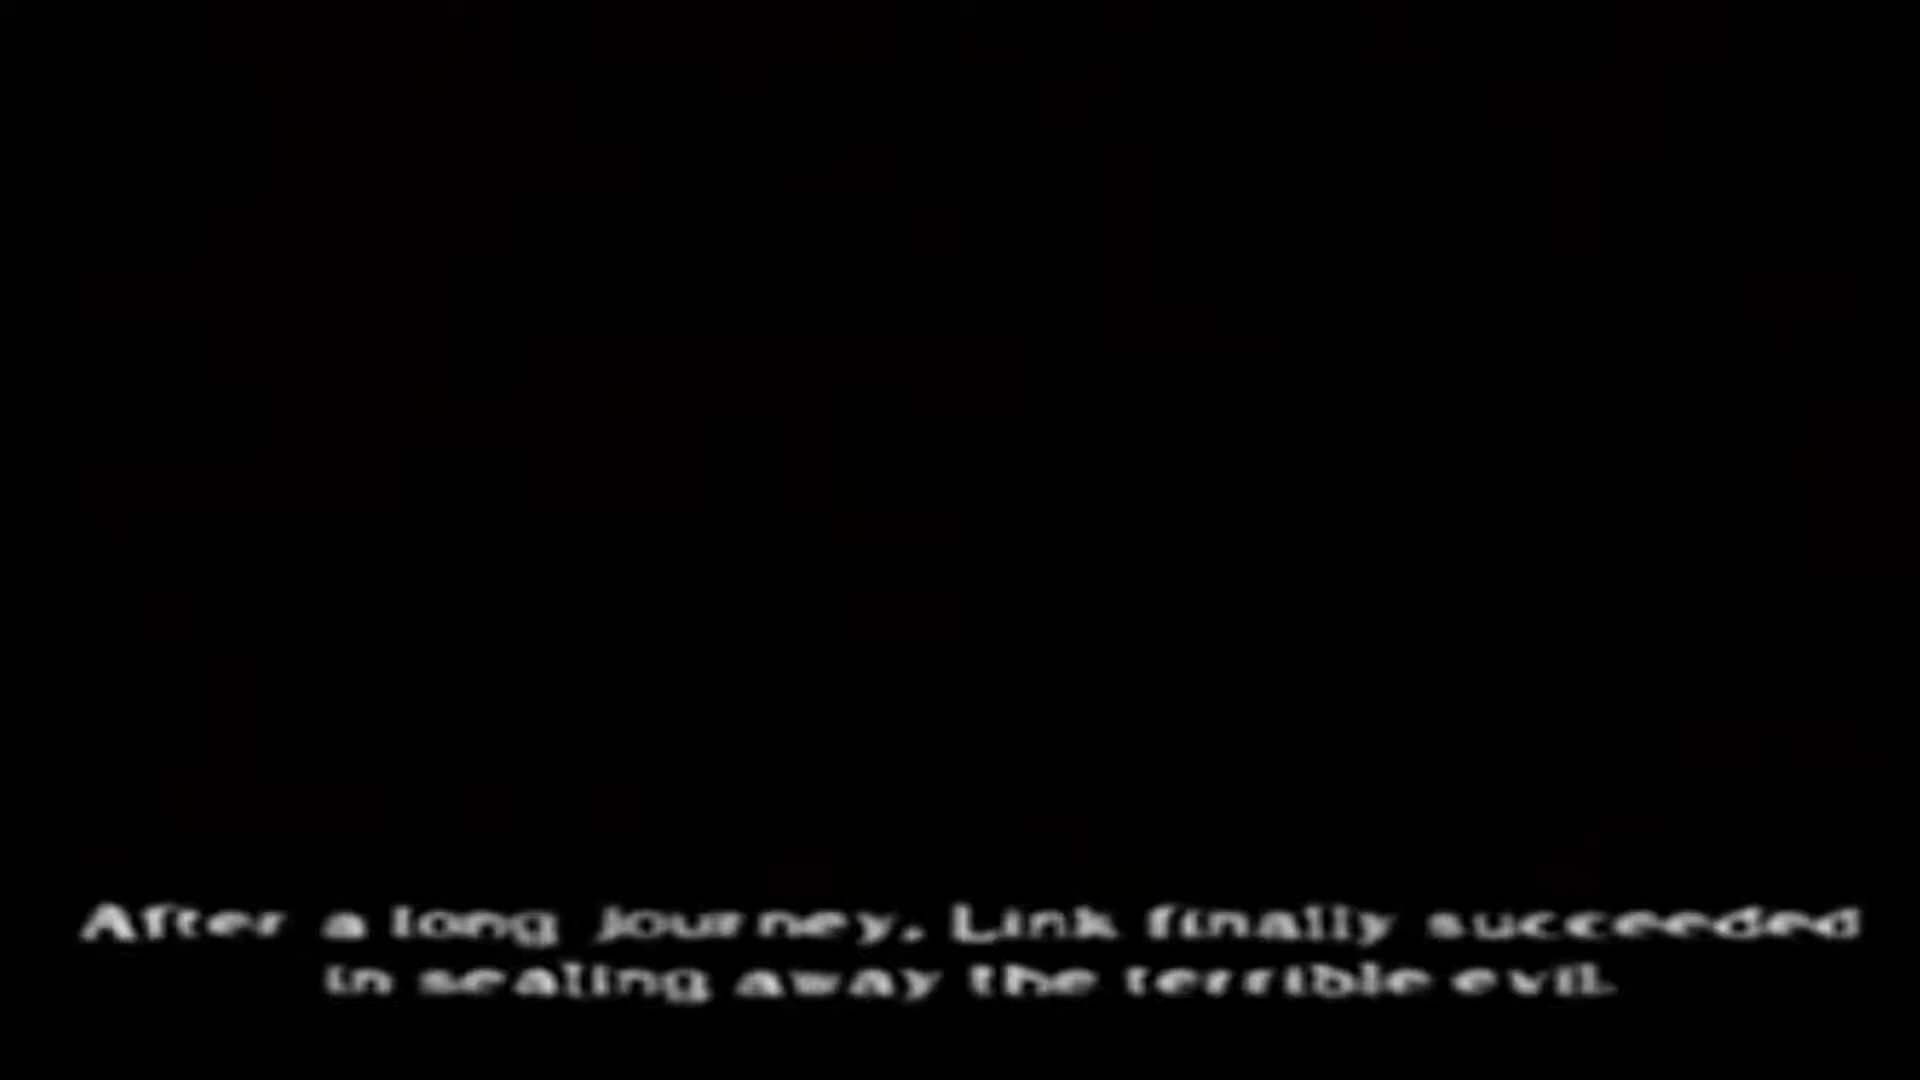 After a long journey, Link finally succeeded
in sealing away the terrible evil.